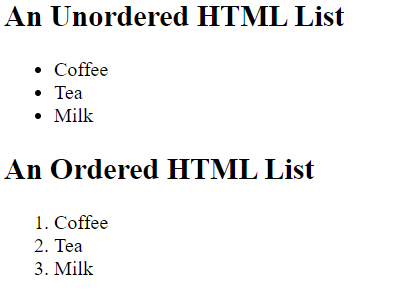 An Unordered HTML List
• Coffee
• Tea
• Milk
An Ordered HTML List
1. Coffee
2. Tea
3. Milk